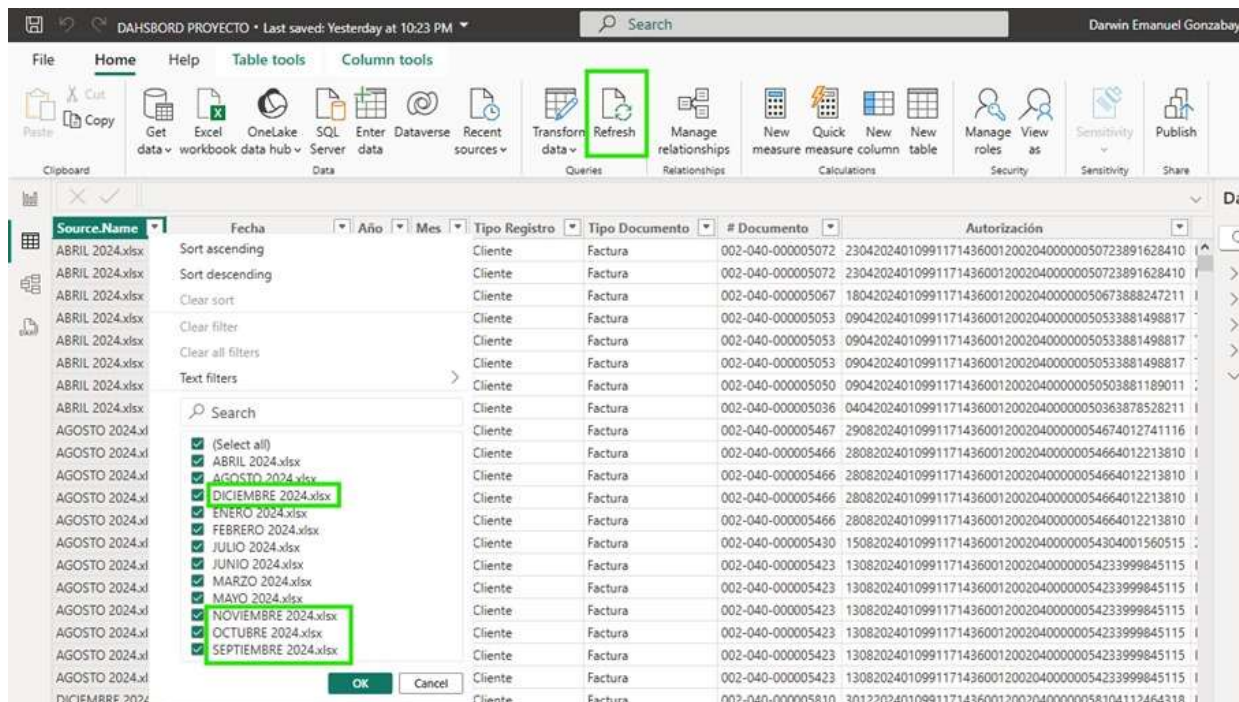 DAHSBORD PROYECTO • Last saved: Yesterday at 10:23 PM
Search
Darwin Emanuel Gonzabay
File Home Help Table tools Column tools
Paste
Cut
Copy
Get data
Excel workbook
OneLake data hub
SQL Server
Enter data
Dataverse
Recent sources
Transform data
Refresh
Manage relationships
New measure
Quick measure
New column
New table
Manage roles
View as
Sensitivity
Publish
Clipboard Data Queries Relationships Calculations Security Sensitivity Share
Source.Name Fecha Año Mes Tipo Registro Tipo Documento # Documento Autorización
ABRIL 2024.xlsx Cliente Factura 002-040-000005072 2304202401099117143600120020400000050723891628410
ABRIL 2024.xlsx Cliente Factura 002-040-000005072 2304202401099117143600120020400000050723891628410
ABRIL 2024.xlsx Cliente Factura 002-040-000005067 1804202401099117143600120020400000050673888247211
ABRIL 2024.xlsx Cliente Factura 002-040-000005053 0904202401099117143600120020400000050533881498817
ABRIL 2024.xlsx Cliente Factura 002-040-000005053 0904202401099117143600120020400000050533881498817
ABRIL 2024.xlsx Cliente Factura 002-040-000005053 0904202401099117143600120020400000050533881498817
ABRIL 2024.xlsx Cliente Factura 002-040-000005050 0904202401099117143600120020400000050503881189011
ABRIL 2024.xlsx Cliente Factura 002-040-000005036 0404202401099117143600120020400000050363878528211
AGOSTO 2024.xl Cliente Factura 002-040-000005467 2908202401099117143600120020400000054674012741116
AGOSTO 2024.xl Cliente Factura 002-040-000005466 2808202401099117143600120020400000054664012213810
AGOSTO 2024.xl Cliente Factura 002-040-000005466 2808202401099117143600120020400000054664012213810
AGOSTO 2024.xl Cliente Factura 002-040-000005466 2808202401099117143600120020400000054664012213810
AGOSTO 2024.xl Cliente Factura 002-040-000005466 2808202401099117143600120020400000054664012213810
AGOSTO 2024.xl Cliente Factura 002-040-000005430 1508202401099117143600120020400000054304001560515
AGOSTO 2024.xl Cliente Factura 002-040-000005423 1308202401099117143600120020400000054233999845115
AGOSTO 2024.xl Cliente Factura 002-040-000005423 1308202401099117143600120020400000054233999845115
AGOSTO 2024.xl Cliente Factura 002-040-000005423 1308202401099117143600120020400000054233999845115
AGOSTO 2024.xl Cliente Factura 002-040-000005423 1308202401099117143600120020400000054233999845115
AGOSTO 2024.xl Cliente Factura 002-040-000005423 1308202401099117143600120020400000054233999845115
AGOSTO 2024.xl Cliente Factura 002-040-000005423 1308202401099117143600120020400000054233999845115
DICIEMBRE 2024 Cliente Factura 002-040-000005810 3012202401099117143600120020400000058104112464318
Sort ascending
Sort descending
Clear sort
Clear filter
Clear all filters
Text filters
Search
(Select all)
ABRIL 2024.xlsx
AGOSTO 2024.xlsx
DICIEMBRE 2024.xlsx
ENERO 2024.xlsx
FEBRERO 2024.xlsx
JULIO 2024.xlsx
JUNIO 2024.xlsx
MARZO 2024.xlsx
MAYO 2024.xlsx
NOVIEMBRE 2024.xlsx
OCTUBRE 2024.xlsx
SEPTIEMBRE 2024.xlsx
OK Cancel